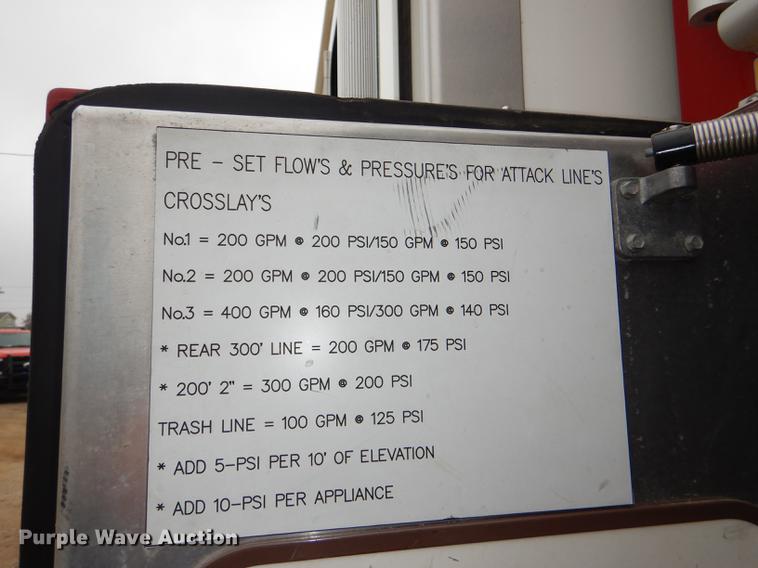 PRE - SET FLOW'S & PRESSURE'S FOR ATTACK LINE'S
CROSSLAY'S
No.1 = 200 GPM @ 200 PSI/150 GPM @ 150 PSI
No.2 = 200 GPM @ 200 PSI/150 GPM @ 150 PSI
No.3 = 400 GPM @ 160 PSI/300 GPM @ 140 PSI
* REAR 300' LINE = 200 GPM @ 175 PSI
* 200' 2" = 300 GPM @ 200 PSI
TRASH LINE = 100 GPM @ 125 PSI
* ADD 5-PSI PER 10' OF ELEVATION
* ADD 10-PSI PER APPLIANCE
Purple Wave Auction